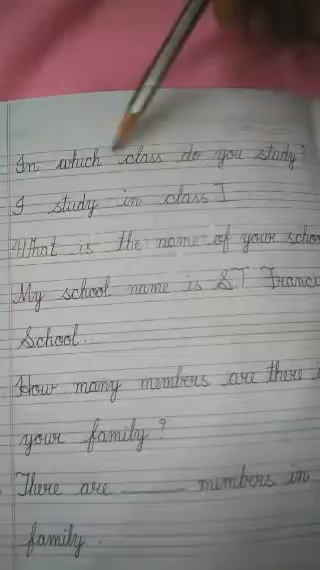 In which class do you study?
I study in class I
What is the name of your
My school name is ST
School.
How many members are there
your family?
There are ______ members in
family.